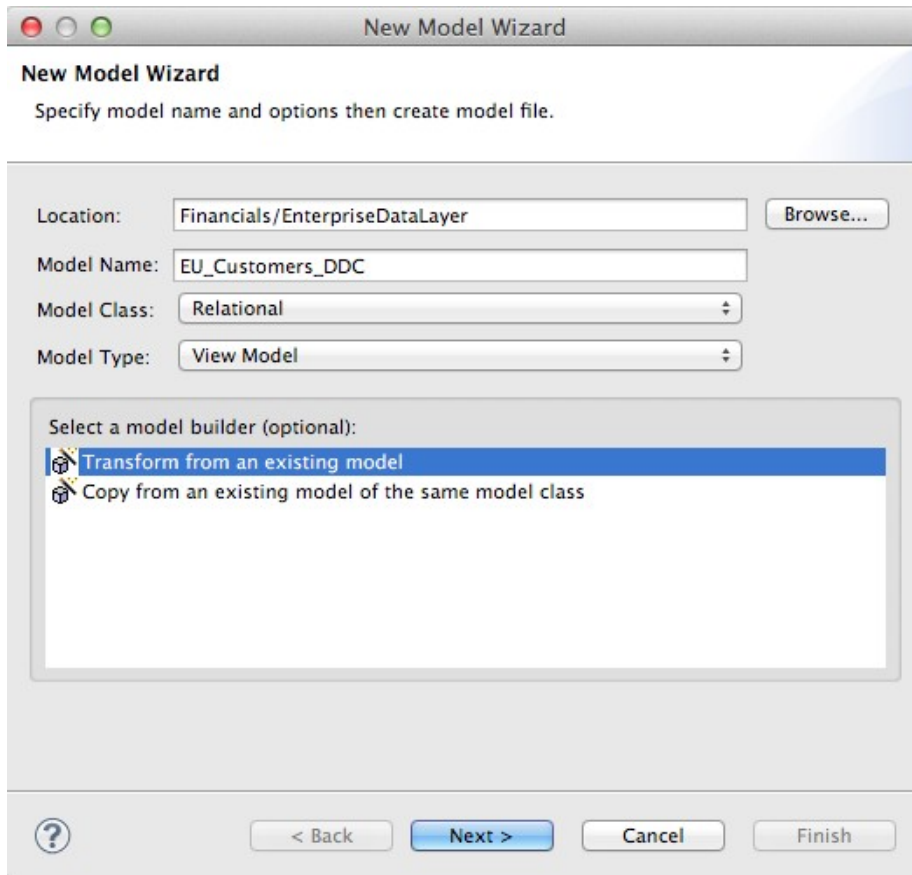 New Model Wizard
New Model Wizard
Specify model name and options then create model file.
Location: Financials/EnterpriseDataLayer Browse...
Model Name: EU_Customers_DDC
Model Class: Relational
Model Type: View Model
Select a model builder (optional):
Transform from an existing model
Copy from an existing model of the same model class
? < Back Next > Cancel Finish